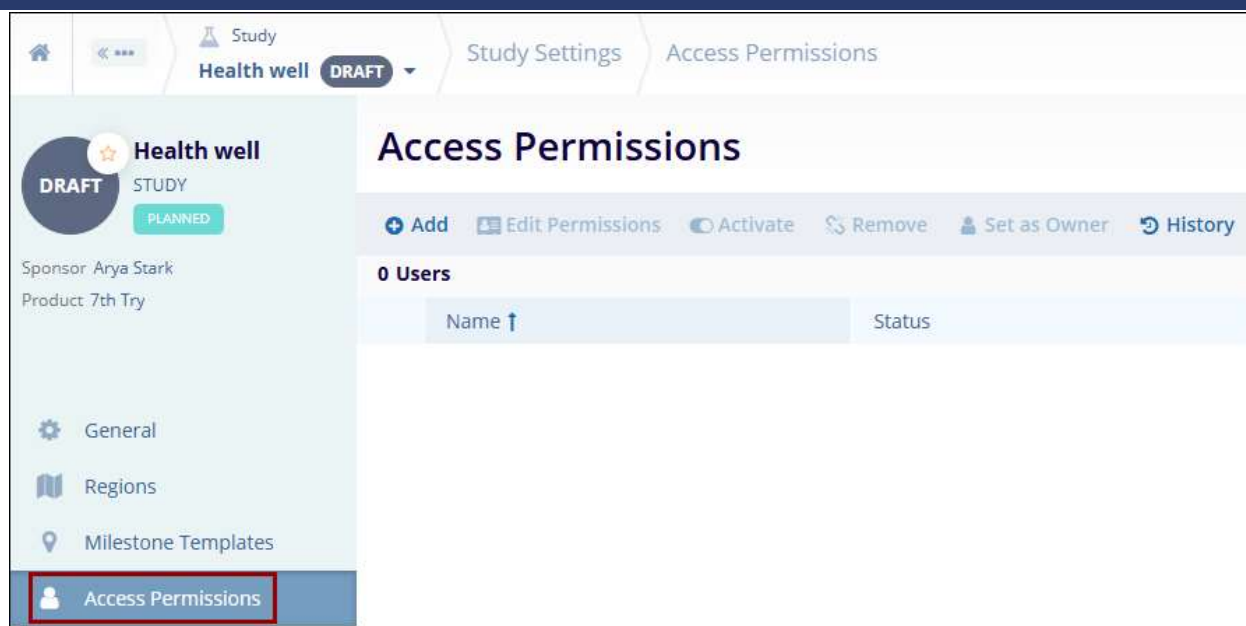 Study
Health well DRAFT
Study Settings
Access Permissions
DRAFT
Health well
STUDY
PLANNED
Sponsor Arya Stark
Product 7th Try
General
Regions
Milestone Templates
Access Permissions
Access Permissions
Add Edit Permissions Activate Remove Set as Owner History
0 Users
Name Status